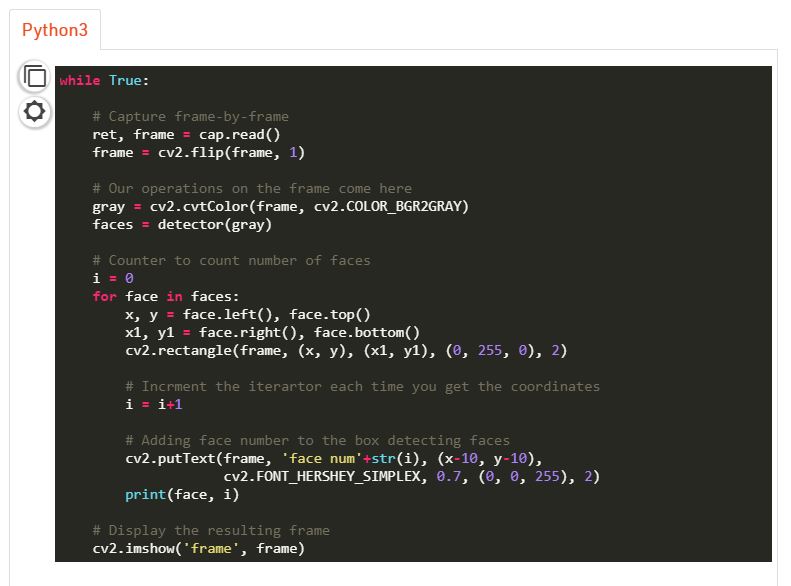 Python3
while True:
# Capture frame-by-frame
ret, frame = cap.read()
frame = cv2.flip(frame, 1)
# Our operations on the frame come here
gray = cv2.cvtColor(frame, cv2.COLOR_BGR2GRAY)
faces = detector(gray)
# Counter to count number of faces
i = 0
for face in faces:
x, y = face.left(), face.top()
x1, y1 = face.right(), face.bottom()
cv2.rectangle(frame, (x, y), (x1, y1), (0, 255, 0), 2)
# Incrment the iterartor each time you get the coordinates
i = i+1
# Adding face number to the box detecting faces
cv2.putText(frame, 'face num'+str(i), (x-10, y-10),
cv2.FONT_HERSHEY_SIMPLEX, 0.7, (0, 0, 255), 2)
print(face, i)
# Display the resulting frame
cv2.imshow('frame', frame)